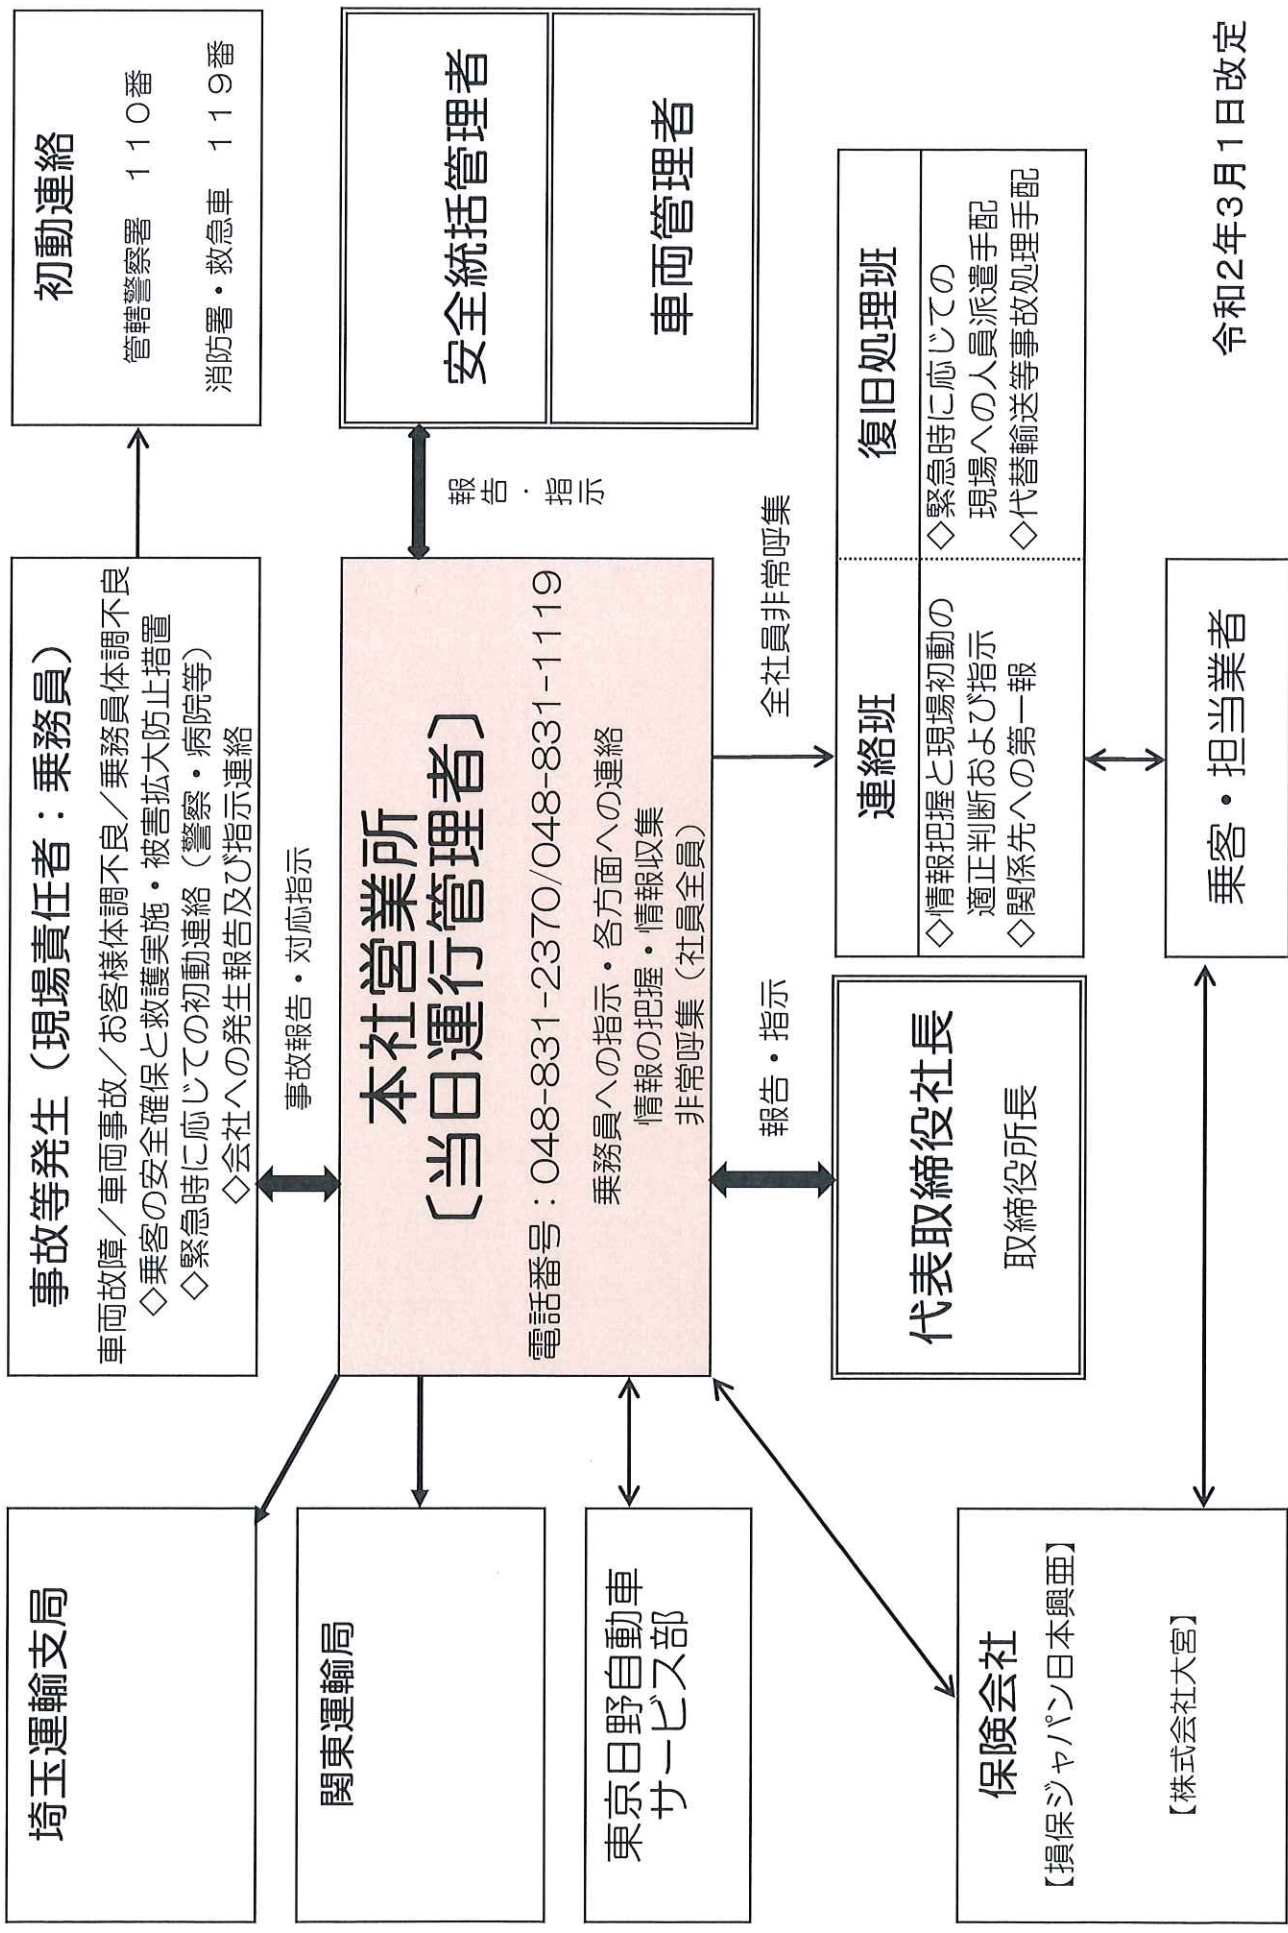 埼玉運輸支局
関東運輸局
東京日野自動車
サービス部
保険会社
【損保ジャパン日本興亜】
【株式会社大宮】
事故等発生（現場責任者：乗務員）
車両故障／車両事故／お客様体調不良／乗務員体調不良
◇乗客の安全確保と救護実施・被害拡大防止措置
◇緊急時に応じての初動連絡（警察・病院等）
◇会社への発生報告及び指示連絡
事故報告・対応指示
本社営業所
〔当日運行管理者〕
電話番号：048-831-2370/048-831-1119
乗務員への指示・各方面への連絡
情報の把握・情報収集
非常呼集（社員全員）
報告・指示
全社員非常呼集
代表取締役社長
取締役所長
初動連絡
管轄警察署　110番
消防署・救急車　119番
報告・指示
安全統括管理者
車両管理者
連絡班
◇情報把握と現場初動の
適正判断および指示
◇関係先への第一報
復旧処理班
◇緊急時に応じての
現場への人員派遣手配
◇代替輸送等事故処理手配
乗客・担当業者
令和2年3月1日改定